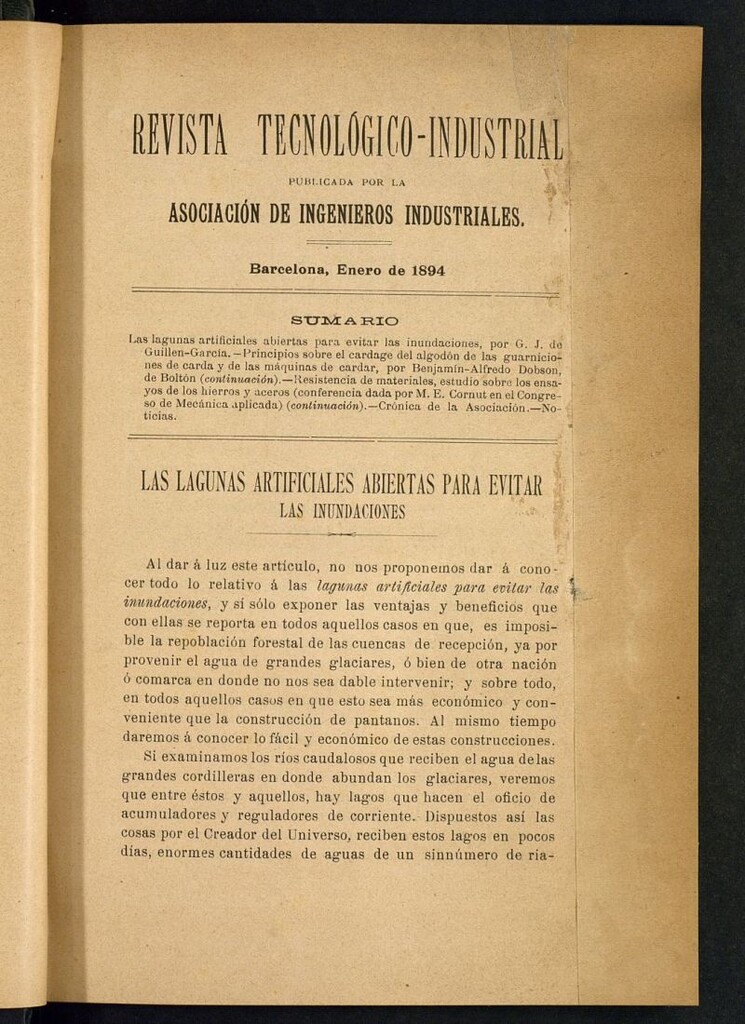 REVISTA TECNOLÓGICO-INDUSTRIAL
PUBLICADA POR LA
ASOCIACIÓN DE INGENIEROS INDUSTRIALES.
Barcelona, Enero de 1894
SUMARIO
Las lagunas artificiales abiertas para evitar las inundaciones, por G. J. de
Guillen-García.—Principios sobre el cardage del algodón de las guarnicio-
nes de carda y de las máquinas de cardar, por Benjamin-Alfredo Dobson,
de Boltón (continuación).—Resistencia de materiales, estudio sobre los ensa-
yos de los hierros y aceros (conferencia dada por M. E. Cornut en el Congre-
so de Mecánica aplicada) (continuación).—Crónica de la Asociación.—No-
ticias.
LAS LAGUNAS ARTIFICIALES ABIERTAS PARA EVITAR
LAS INUNDACIONES
Al dar á luz este artículo, no nos proponemos dar á cono-
cer todo lo relativo á las lagunas artificiales para evitar las
inundaciones, y sí sólo exponer las ventajas y beneficios que
con ellas se reporta en todos aquellos casos en que, es imposi-
ble la repoblación forestal de las cuencas de recepción, ya por
provenir el agua de grandes glaciares, ó bien de otra nación
ó comarca en donde no nos sea dable intervenir; y sobre todo,
en todos aquellos casos en que esto sea más económico y con-
veniente que la construcción de pantanos. Al mismo tiempo
daremos á conocer lo fácil y económico de estas construcciones.
Si examinamos los ríos caudalosos que reciben el agua de las
grandes cordilleras en donde abundan los glaciares, veremos
que entre éstos y aquellos, hay lagos que hacen el oficio de
acumuladores y reguladores de corriente. Dispuestos así las
cosas por el Creador del Universo, reciben estos lagos en pocos
días, enormes cantidades de aguas de un sinnúmero de ria-